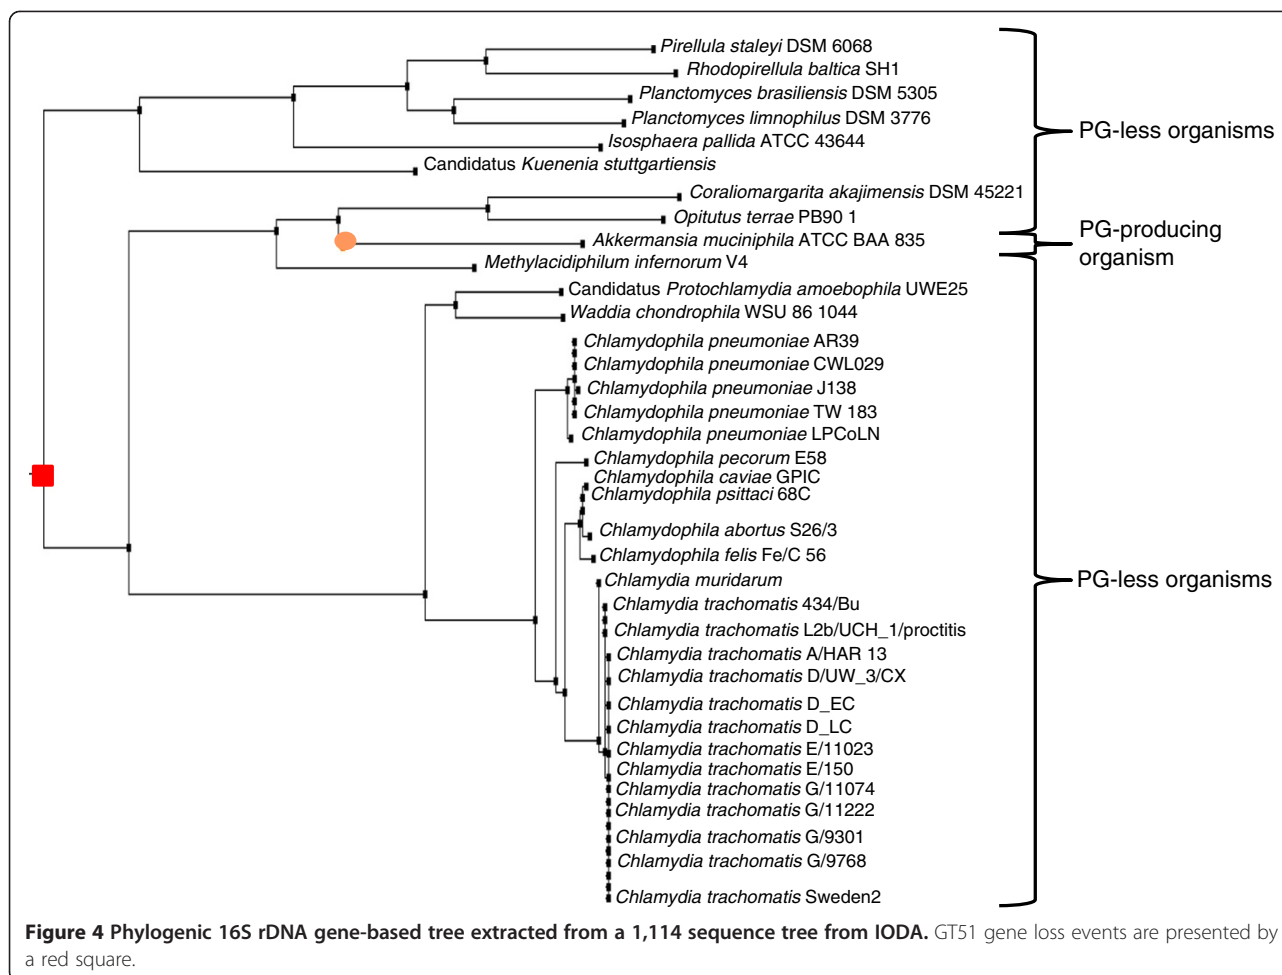 Pirellula staleyi DSM 6068
Rhodopirellula baltica SH1
Planctomyces brasiliensis DSM 5305
Planctomyces limnophilus DSM 3776
Isosphaera pallida ATCC 43644
Candidatus Kuenenia stuttgartiensis
PG-less organisms
Coraliomargarita akajimensis DSM 45221
Opitutus terrae PB90 1
Akkermansia muciniphila ATCC BAA 835
PG-producing
organism
Methylacidiphilum infernorum V4
Candidatus Protochlamydia amoebophila UWE25
Waddia chondrophila WSU 86 1044
Chlamydophila pneumoniae AR39
Chlamydophila pneumoniae CWL029
Chlamydophila pneumoniae J138
Chlamydophila pneumoniae TW 183
Chlamydophila pneumoniae LPCoLN
Chlamydophila pecorum E58
Chlamydophila caviae GPIC
Chlamydophila psittaci 68C
Chlamydophila abortus S26/3
Chlamydophila felis Fe/C 56
Chlamydia muridarum
Chlamydia trachomatis 434/Bu
Chlamydia trachomatis L2b/UCH_1/proctitis
Chlamydia trachomatis A/HAR 13
Chlamydia trachomatis D/UW_3/CX
Chlamydia trachomatis D_EC
Chlamydia trachomatis D_LC
Chlamydia trachomatis E/11023
Chlamydia trachomatis E/150
Chlamydia trachomatis G/11074
Chlamydia trachomatis G/11222
Chlamydia trachomatis G/9301
Chlamydia trachomatis G/9768
Chlamydia trachomatis Sweden2
PG-less organisms
Figure 4 Phylogenic 16S rDNA gene-based tree extracted from a 1,114 sequence tree from IODA. GT51 gene loss events are presented by
a red square.